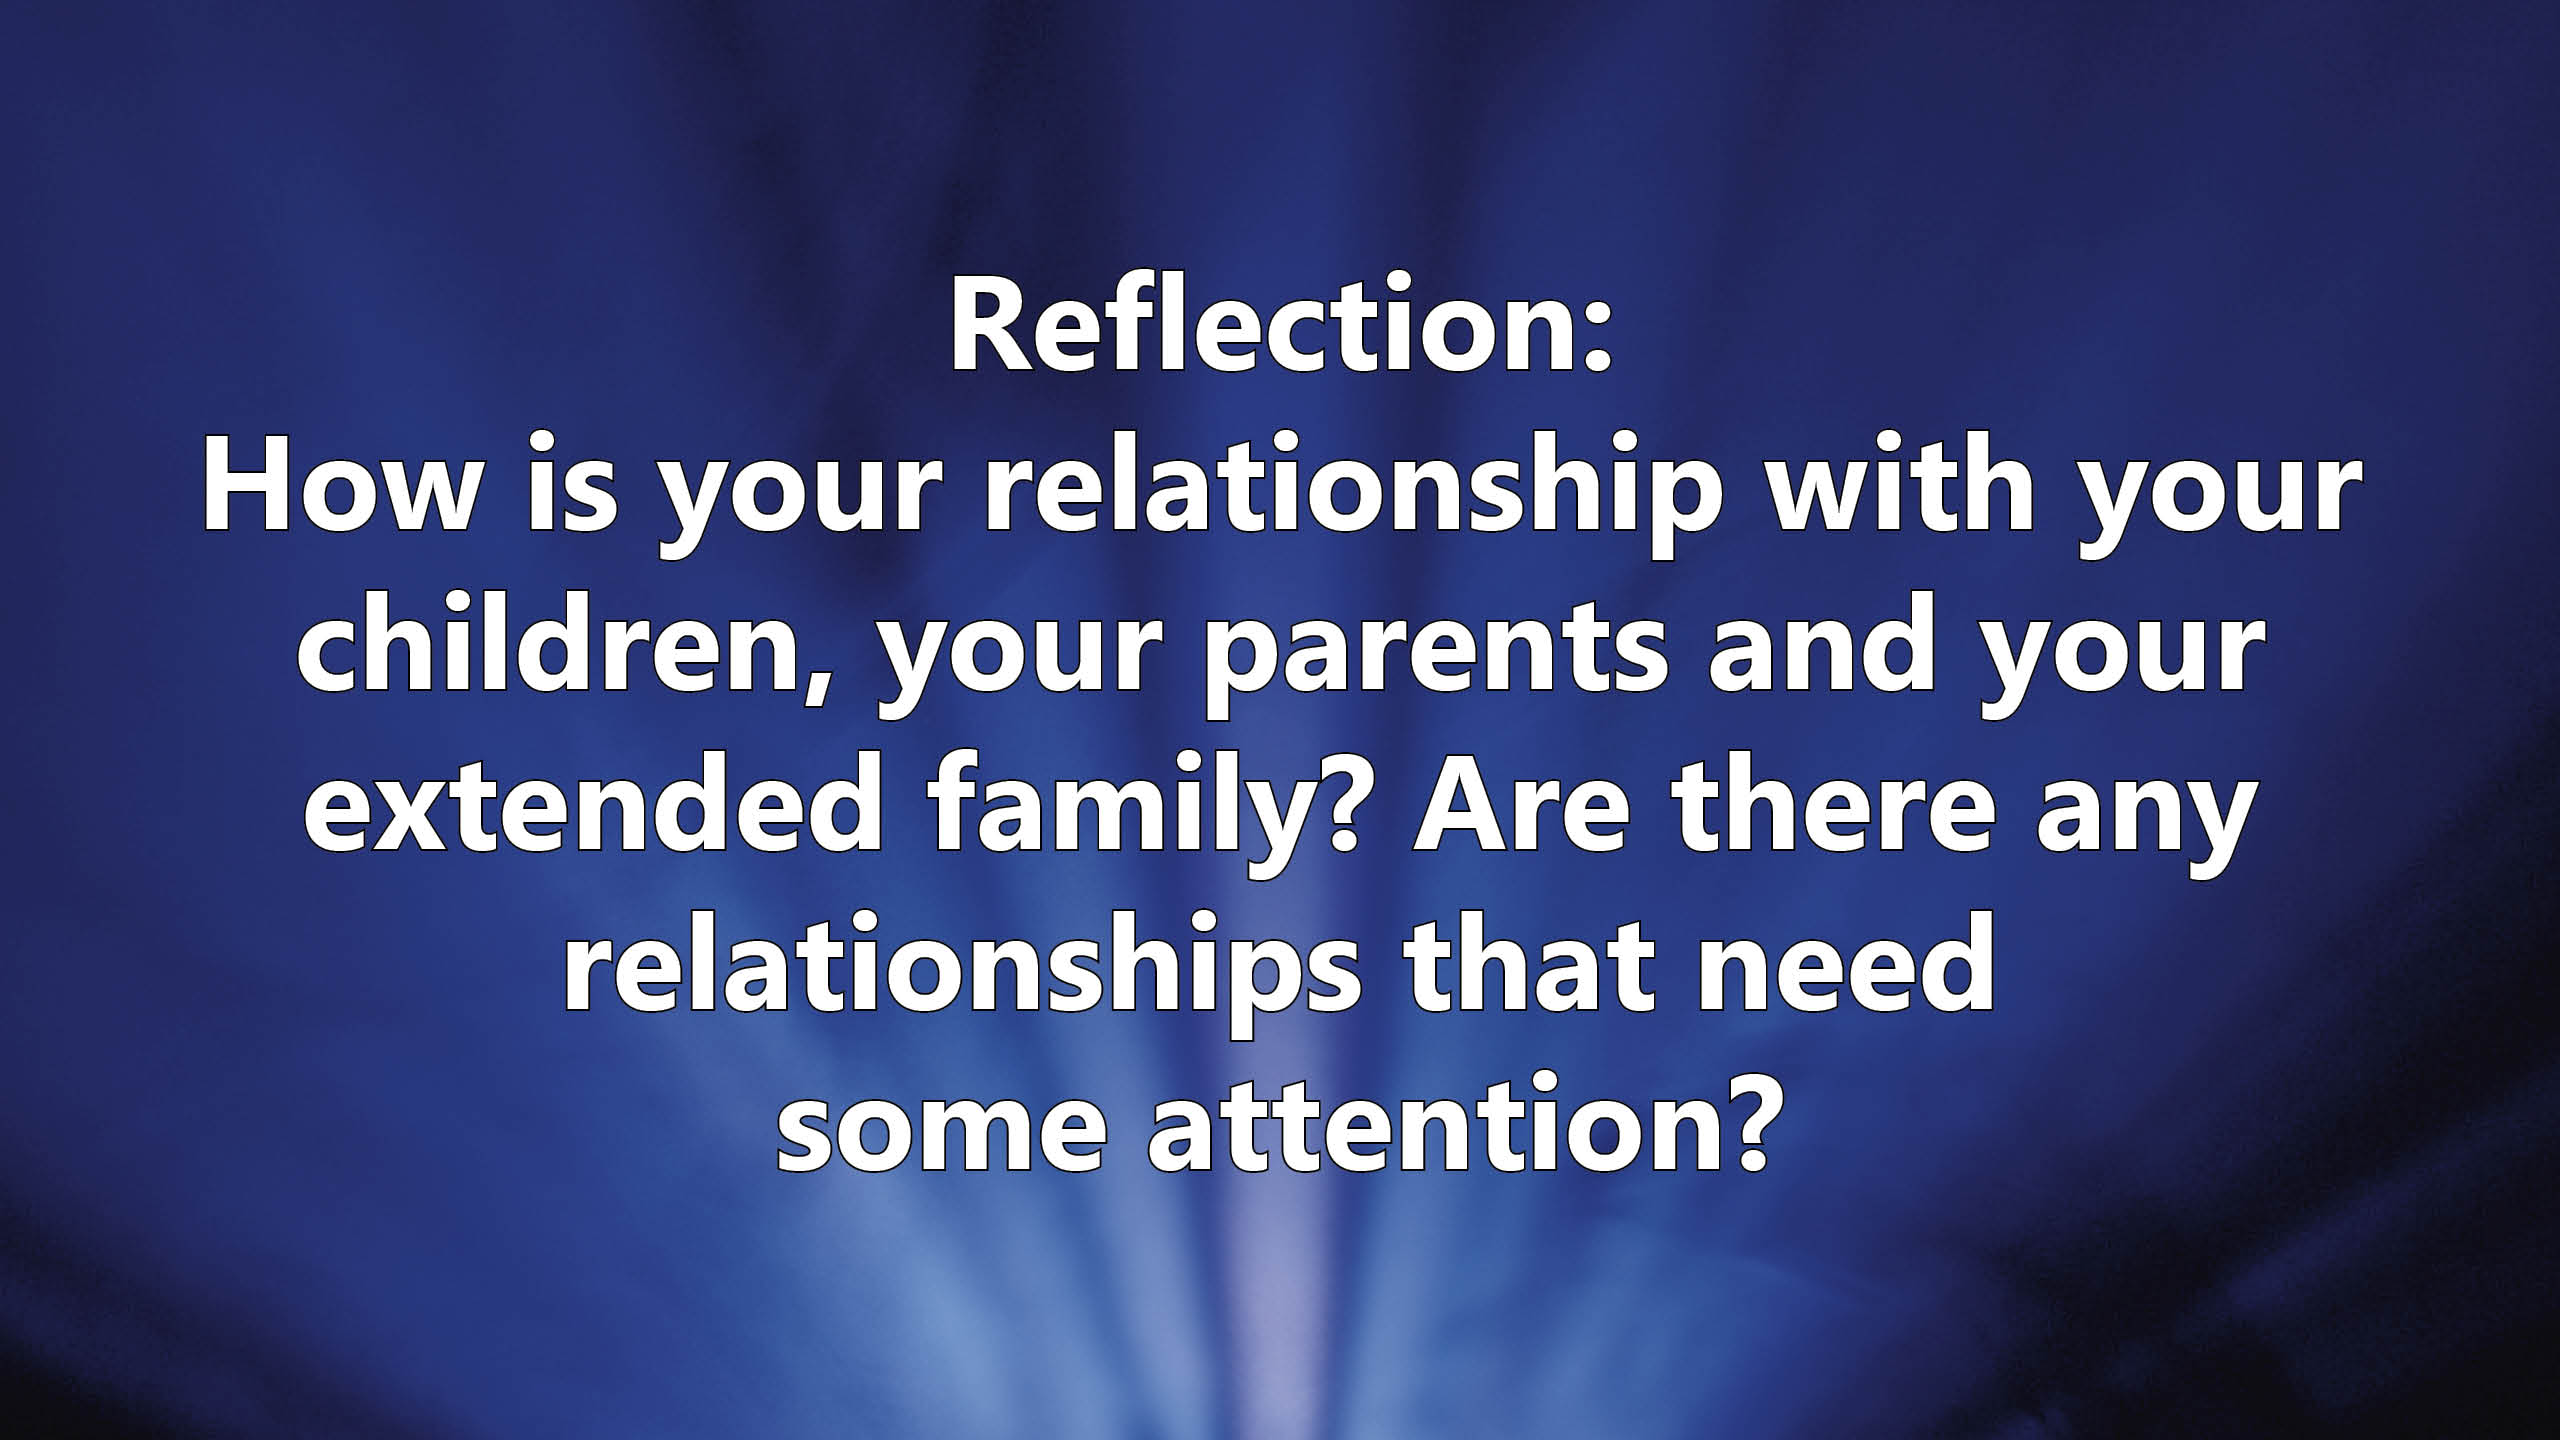 Reflection:
How is your relationship with your
children, your parents and your
extended family? Are there any
relationships that need
some attention?